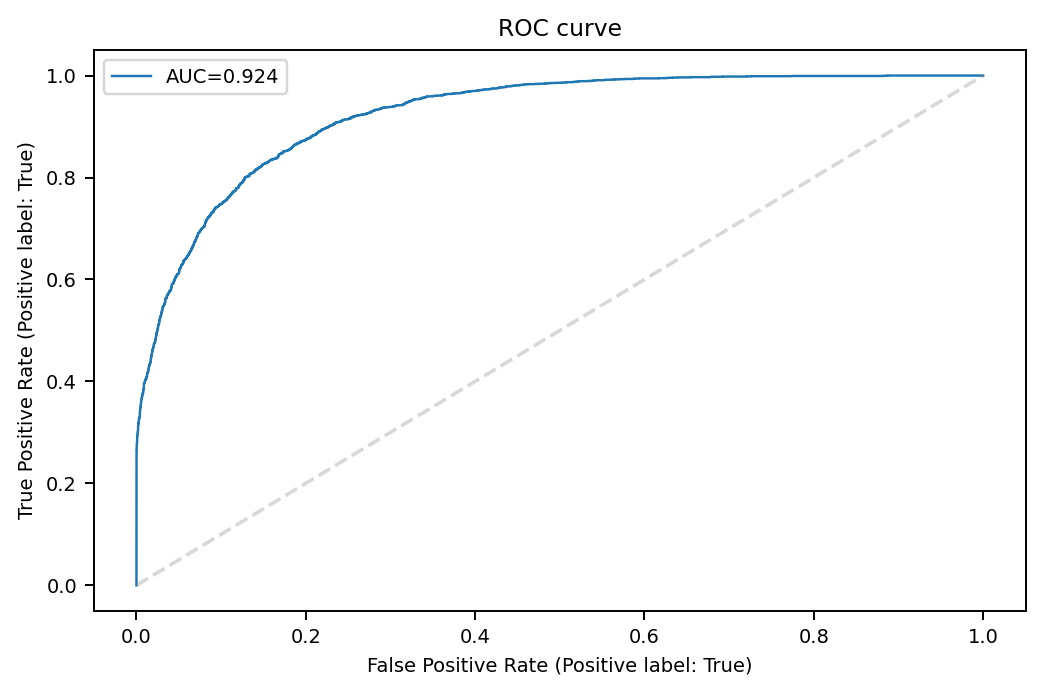 ROC curve
AUC=0.924
True Positive Rate (Positive label: True)
1.0
0.8
0.6
0.4
0.2
0.0
0.0 0.2 0.4 0.6 0.8 1.0
False Positive Rate (Positive label: True)